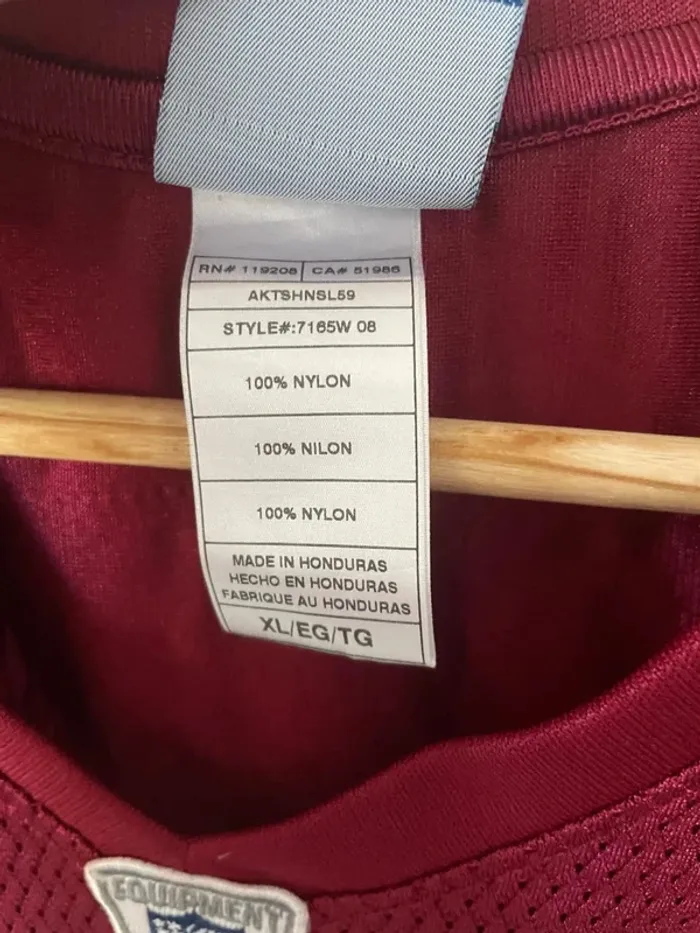 RN# 119208 CA# 51986
AKTSHNSL59
STYLE#:7165W 08
100% NYLON
100% NILON
100% NYLON
MADE IN HONDURAS
HECHO EN HONDURAS
FABRIQUE AU HONDURAS
XL/EG/TG
EQUIPMENT